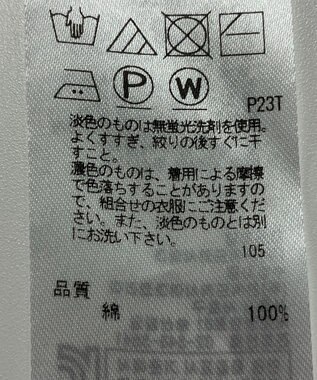 P
W
P23T
淡色のものは無蛍光洗剤を使用。
よくすすぎ、絞りの後すぐに干
すこと。
濃色のものは、着用による摩擦
で色落ちすることがありますの
で、組合せの衣服にご注意くだ
さい。また、淡色のものとは別
にお洗い下さい。
105
品質
綿 100%